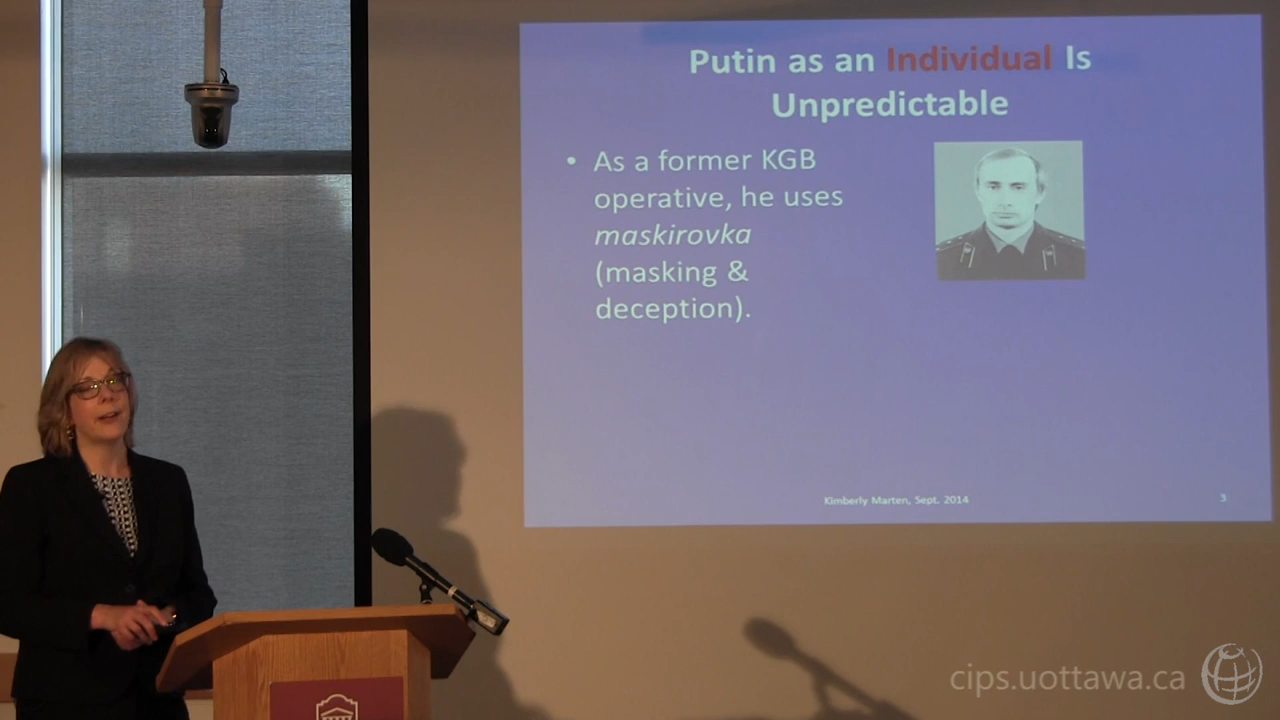 Putin as an Individual Is
Unpredictable
• As a former KGB
operative, he uses
maskirovka
(masking &
deception).
Kimberly Marten, Sept. 2014
3
cips.uottawa.ca